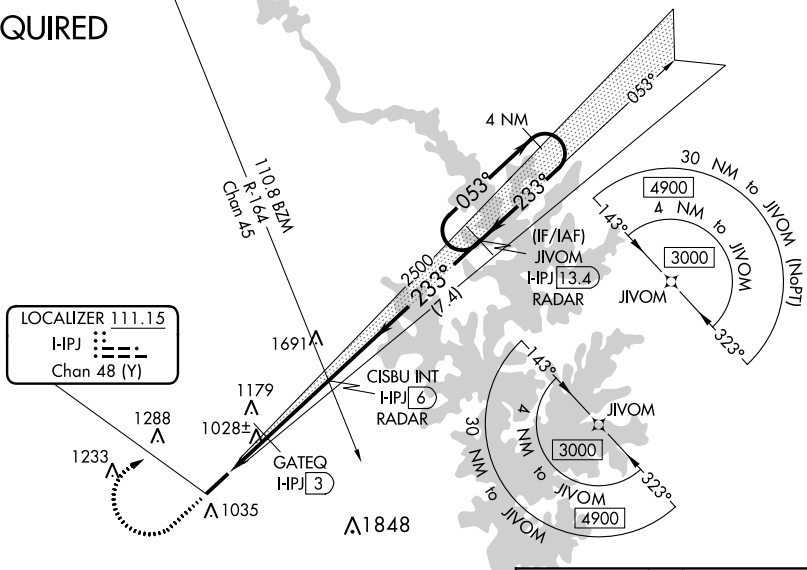 QUIRED
053°
4 NM
110.8 BZM
R-164
Chan 45
053°
233°
30 NM to JIVOM (NoPT)
4900
143°
4 NM to JIVOM
3000
JIVOM
323°
(IF/IAF)
JIVOM
I-IPJ 13.4
RADAR
2500
233°
(7.4)
LOCALIZER 111.15
I-IPJ
Chan 48 (Y)
1691
CISBU INT
I-IPJ 6
RADAR
143°
JIVOM
4 NM to JIVOM
3000
30 NM to JIVOM
4900
323°
1179
1288
1028±
1233
GATEQ
I-IPJ 3
1035
1848